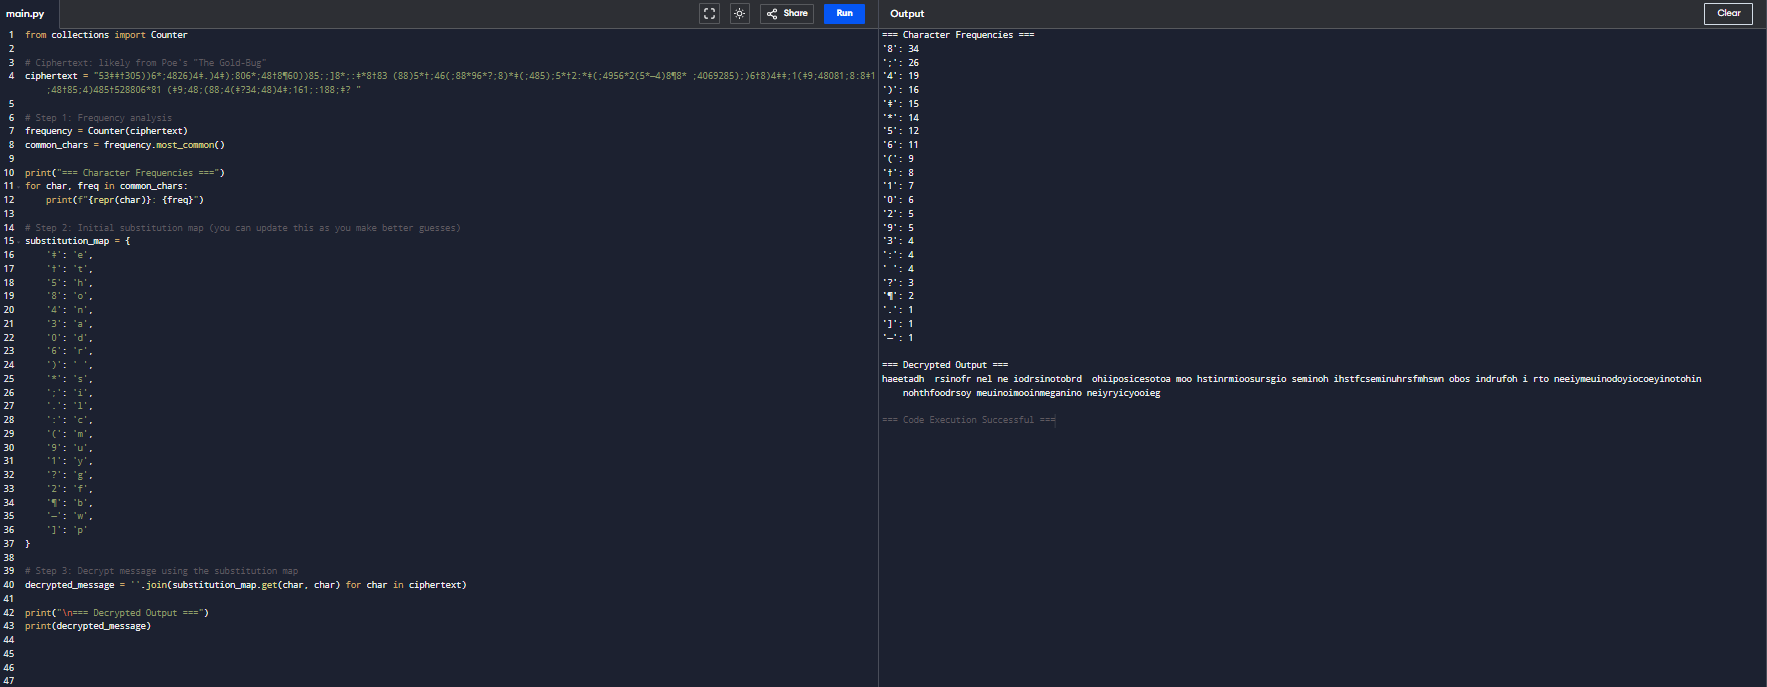 main.py
Share
Run
Output
Clear
1 from collections import Counter
2
3 # Ciphertext: likely from Poe's "The Gold-Bug"
4 ciphertext = "53‡‡†305))6*;4826)4‡.)4‡);806*;48†8¶60))85;;]8*;:‡*8†83 (88)5*†;46(;88*96*?;8)*‡(;485);5*†2:*‡(;4956*2(5*—4)8¶8* ;4069285);)6†8)4‡‡;1(‡9;48081;8:8‡1
;48†85;4)485†528806*81 (‡9;48;(88;4(‡?34;48)4‡;161;:188;‡? "
5
6 # Step 1: Frequency analysis
7 frequency = Counter(ciphertext)
8 common_chars = frequency.most_common()
9
10 print("=== Character Frequencies ===")
11 for char, freq in common_chars:
12 print(f"{repr(char)}: {freq}")
13
14 # Step 2: Initial substitution map (you can update this as you make better guesses)
15 substitution_map = {
16 '‡': 'e',
17 '†': 't',
18 '5': 'h',
19 '8': 'o',
20 '4': 'n',
21 '3': 'a',
22 '0': 'd',
23 '6': 'r',
24 ')': ' ',
25 '*': 's',
26 ';': 'i',
27 '.': 'l',
28 ':': 'c',
29 '(': 'm',
30 '9': 'u',
31 '1': 'y',
32 '?': 'g',
33 '2': 'f',
34 '¶': 'b',
35 '—': 'w',
36 ']': 'p'
37 }
38
39 # Step 3: Decrypt message using the substitution map
40 decrypted_message = ''.join(substitution_map.get(char, char) for char in ciphertext)
41
42 print("\n=== Decrypted Output ===")
43 print(decrypted_message)
44
45
46
47
=== Character Frequencies ===
'8': 34
';': 26
'4': 19
')': 16
'‡': 15
'*': 14
'5': 12
'6': 11
'(': 9
'†': 8
'1': 7
'0': 6
'2': 5
'9': 5
'3': 4
':': 4
' ': 4
'?': 3
'¶': 2
'.': 1
']': 1
'—': 1
=== Decrypted Output ===
haeetadh  rsinofr nel ne iodrsinotobrd  ohiiposicesotoa moo hstinrmioosursgio seminoh ihstfcseminuhrsfmhswn obos indrufoh i rto neeiymeuinodoyiocoeyinotohin
nohthfoodrsoy meuinoimooinmeganino neiyryicyooieg
=== Code Execution Successful ===